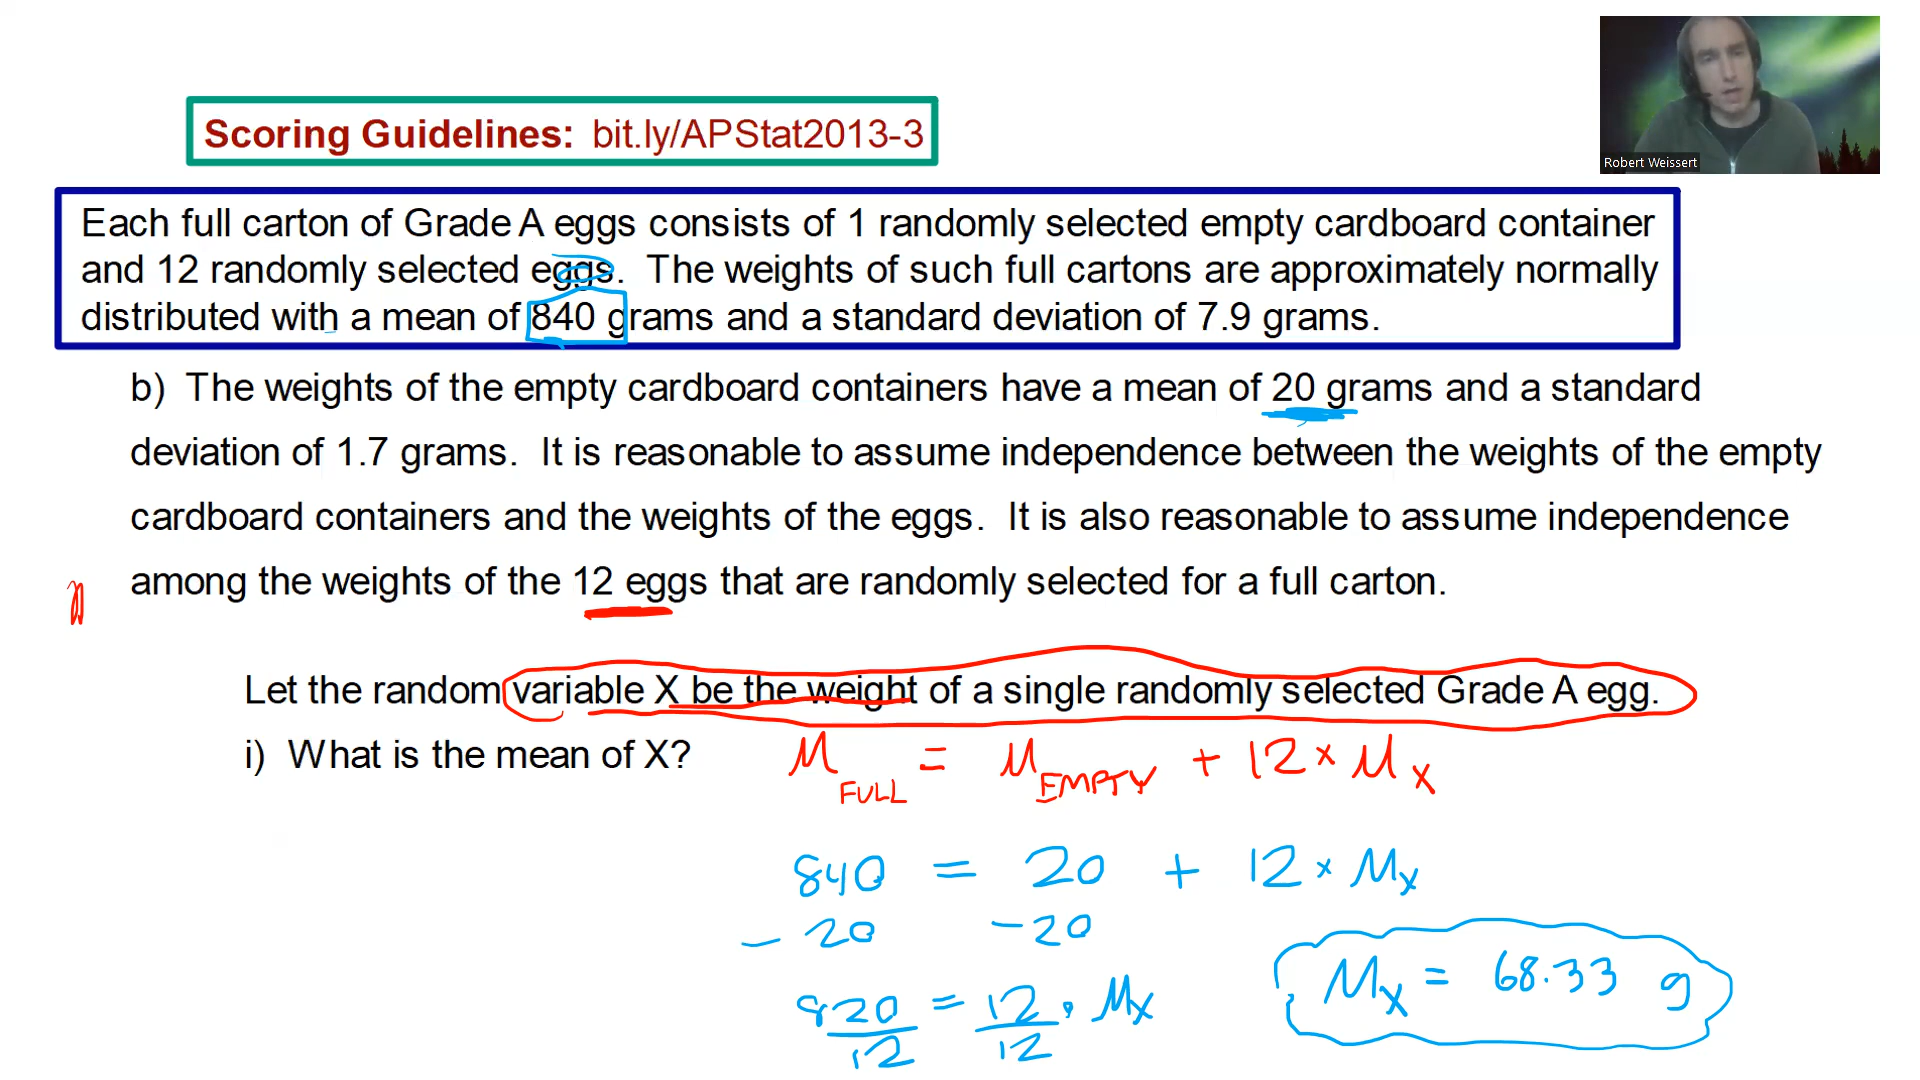 Scoring Guidelines: bit.ly/APStat2013-3
Robert Weissert
Each full carton of Grade A eggs consists of 1 randomly selected empty cardboard container
and 12 randomly selected eggs. The weights of such full cartons are approximately normally
distributed with a mean of 840 grams and a standard deviation of 7.9 grams.
b) The weights of the empty cardboard containers have a mean of 20 grams and a standard
deviation of 1.7 grams. It is reasonable to assume independence between the weights of the empty
cardboard containers and the weights of the eggs. It is also reasonable to assume independence
among the weights of the 12 eggs that are randomly selected for a full carton.
Let the random variable X be the weight of a single randomly selected Grade A egg.
i) What is the mean of X?
μ FULL = μ EMPTY + 12 × μ X
840 = 20 + 12 × μ X
- 20 - 20
820 = 12 · μ X
12 12
μ X = 68.33 g